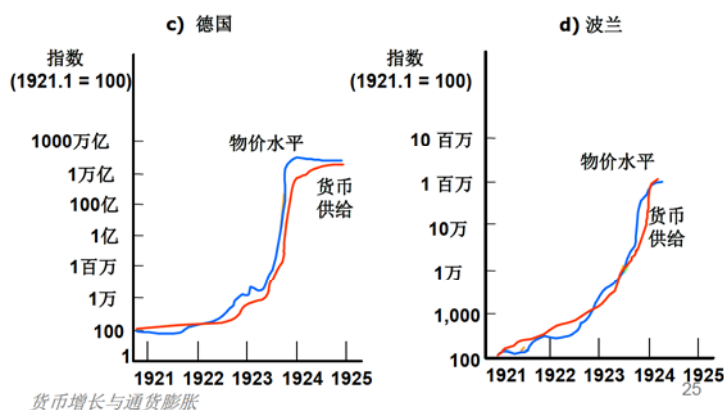 c) 德国
指数
(1921.1 = 100)
1000万亿
1万亿
100亿
1亿
1百万
1万
100
1
物价水平
货币
供给
1921 1922 1923 1924 1925
d) 波兰
指数
(1921.1 = 100)
10 百万
1 百万
10万
1万
1,000
100
物价水平
货币
供给
1921 1922 1923 1924 1925
货币增长与通货膨胀
25